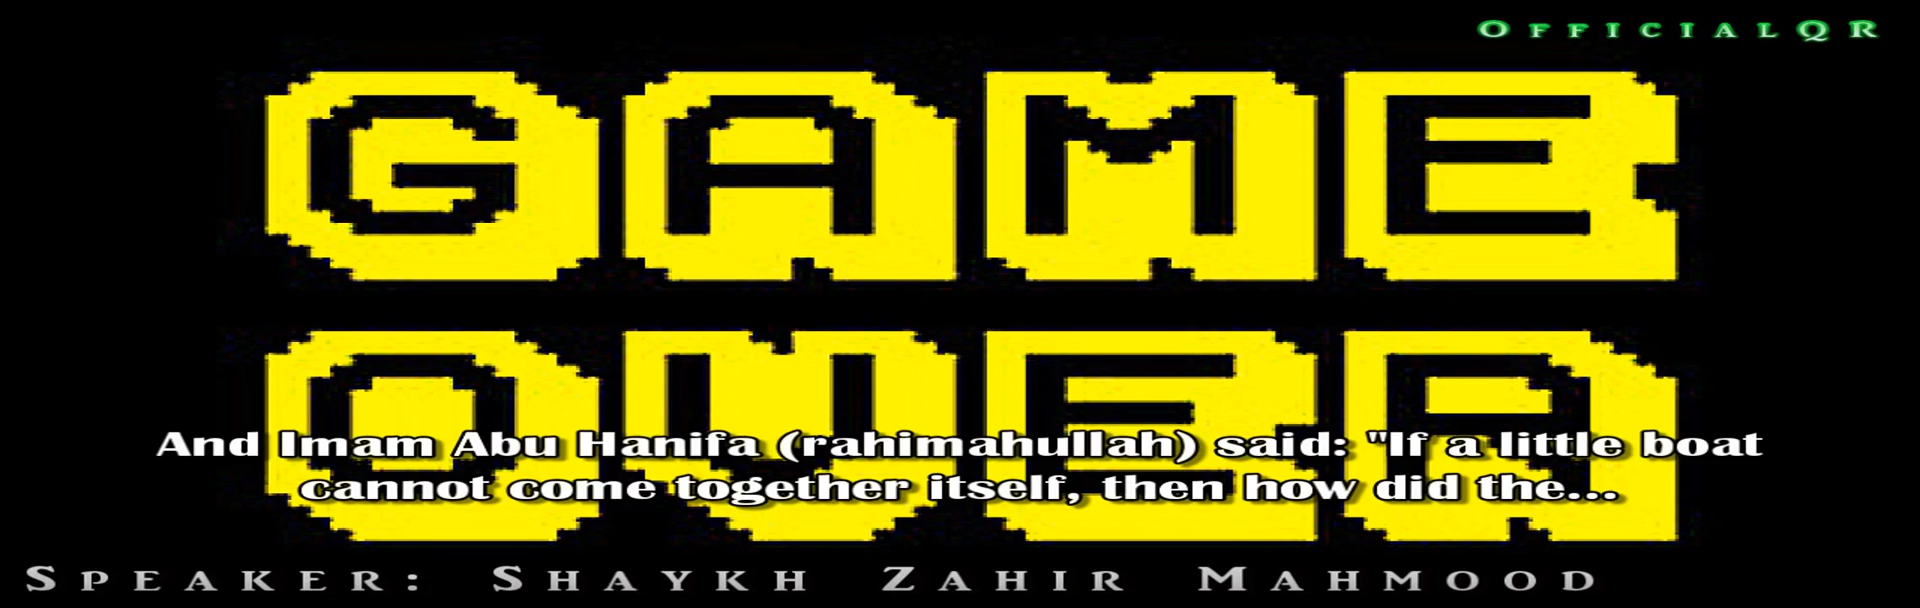 OfficialQR
GAME
OVER
And Imam Abu Hanifa (rahimahullah) said: "If a little boat
cannot come together itself, then how did the...
Speaker: Shaykh Zahir Mahmood